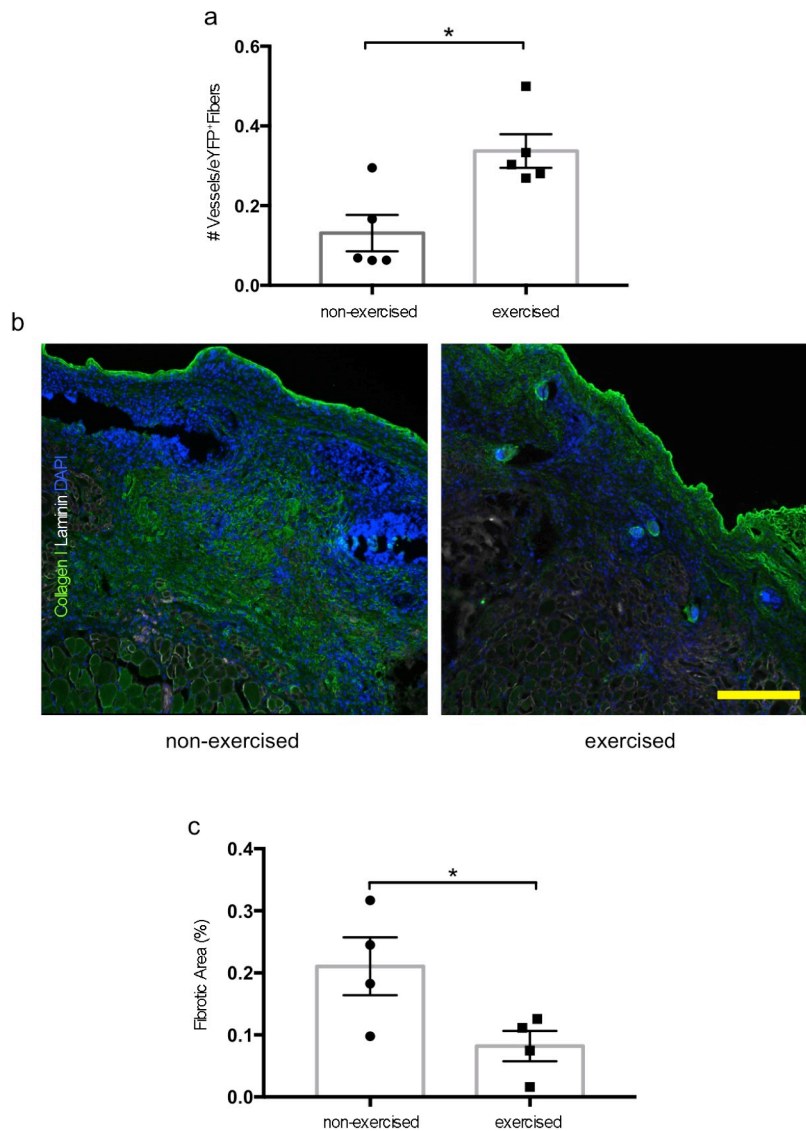 a
*
0.6
0.4
0.2
0.0
# Vessels/eYFP⁺Fibers
non-exercised exercised
b
Collagen I Laminin DAPI
non-exercised exercised
c
*
0.4
0.3
0.2
0.1
0.0
Fibrotic Area (%)
non-exercised exercised